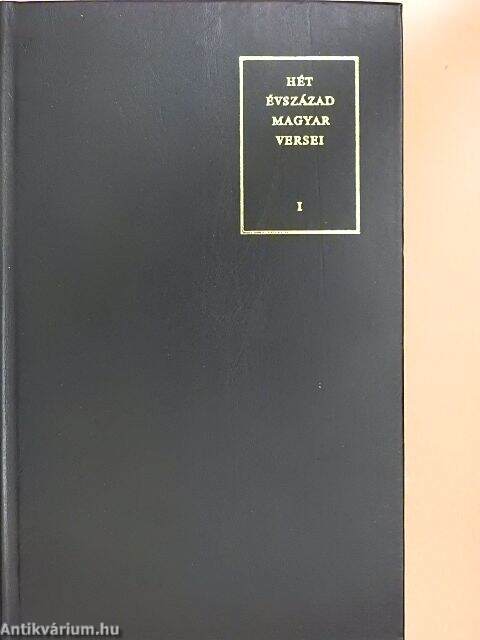 HÉT
ÉVSZÁZAD
MAGYAR
VERSEI
I
Antikvárium.hu